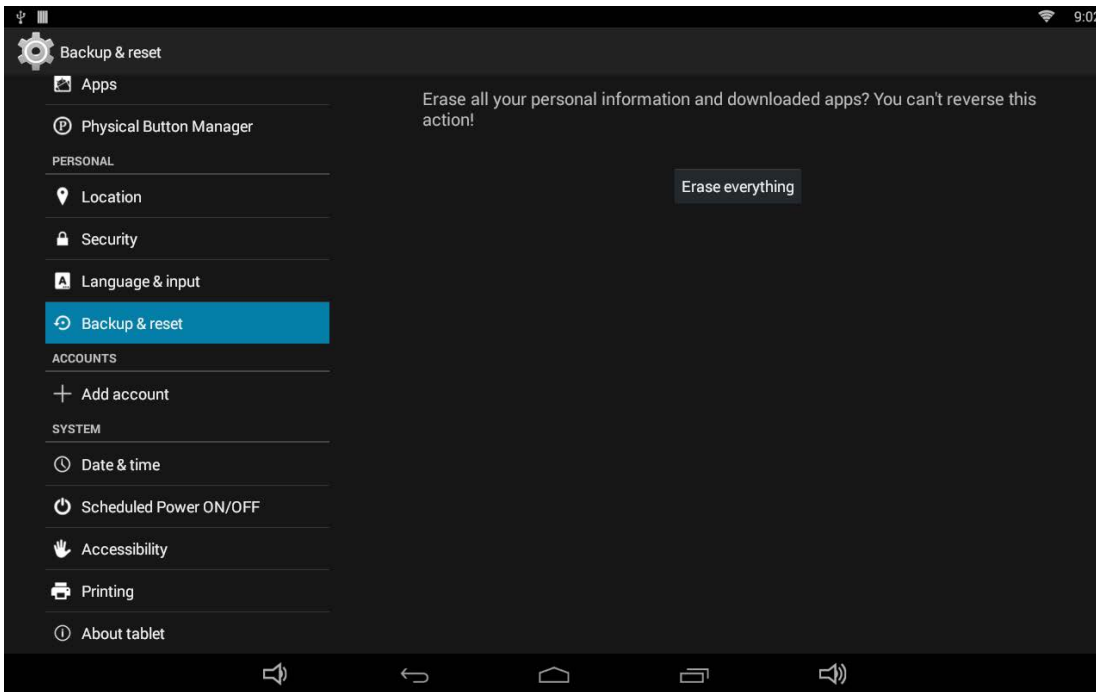 9:02
Backup & reset
Apps
Physical Button Manager
PERSONAL
Location
Security
Language & input
Backup & reset
ACCOUNTS
Add account
SYSTEM
Date & time
Scheduled Power ON/OFF
Accessibility
Printing
About tablet
Erase all your personal information and downloaded apps? You can't reverse this
action!
Erase everything